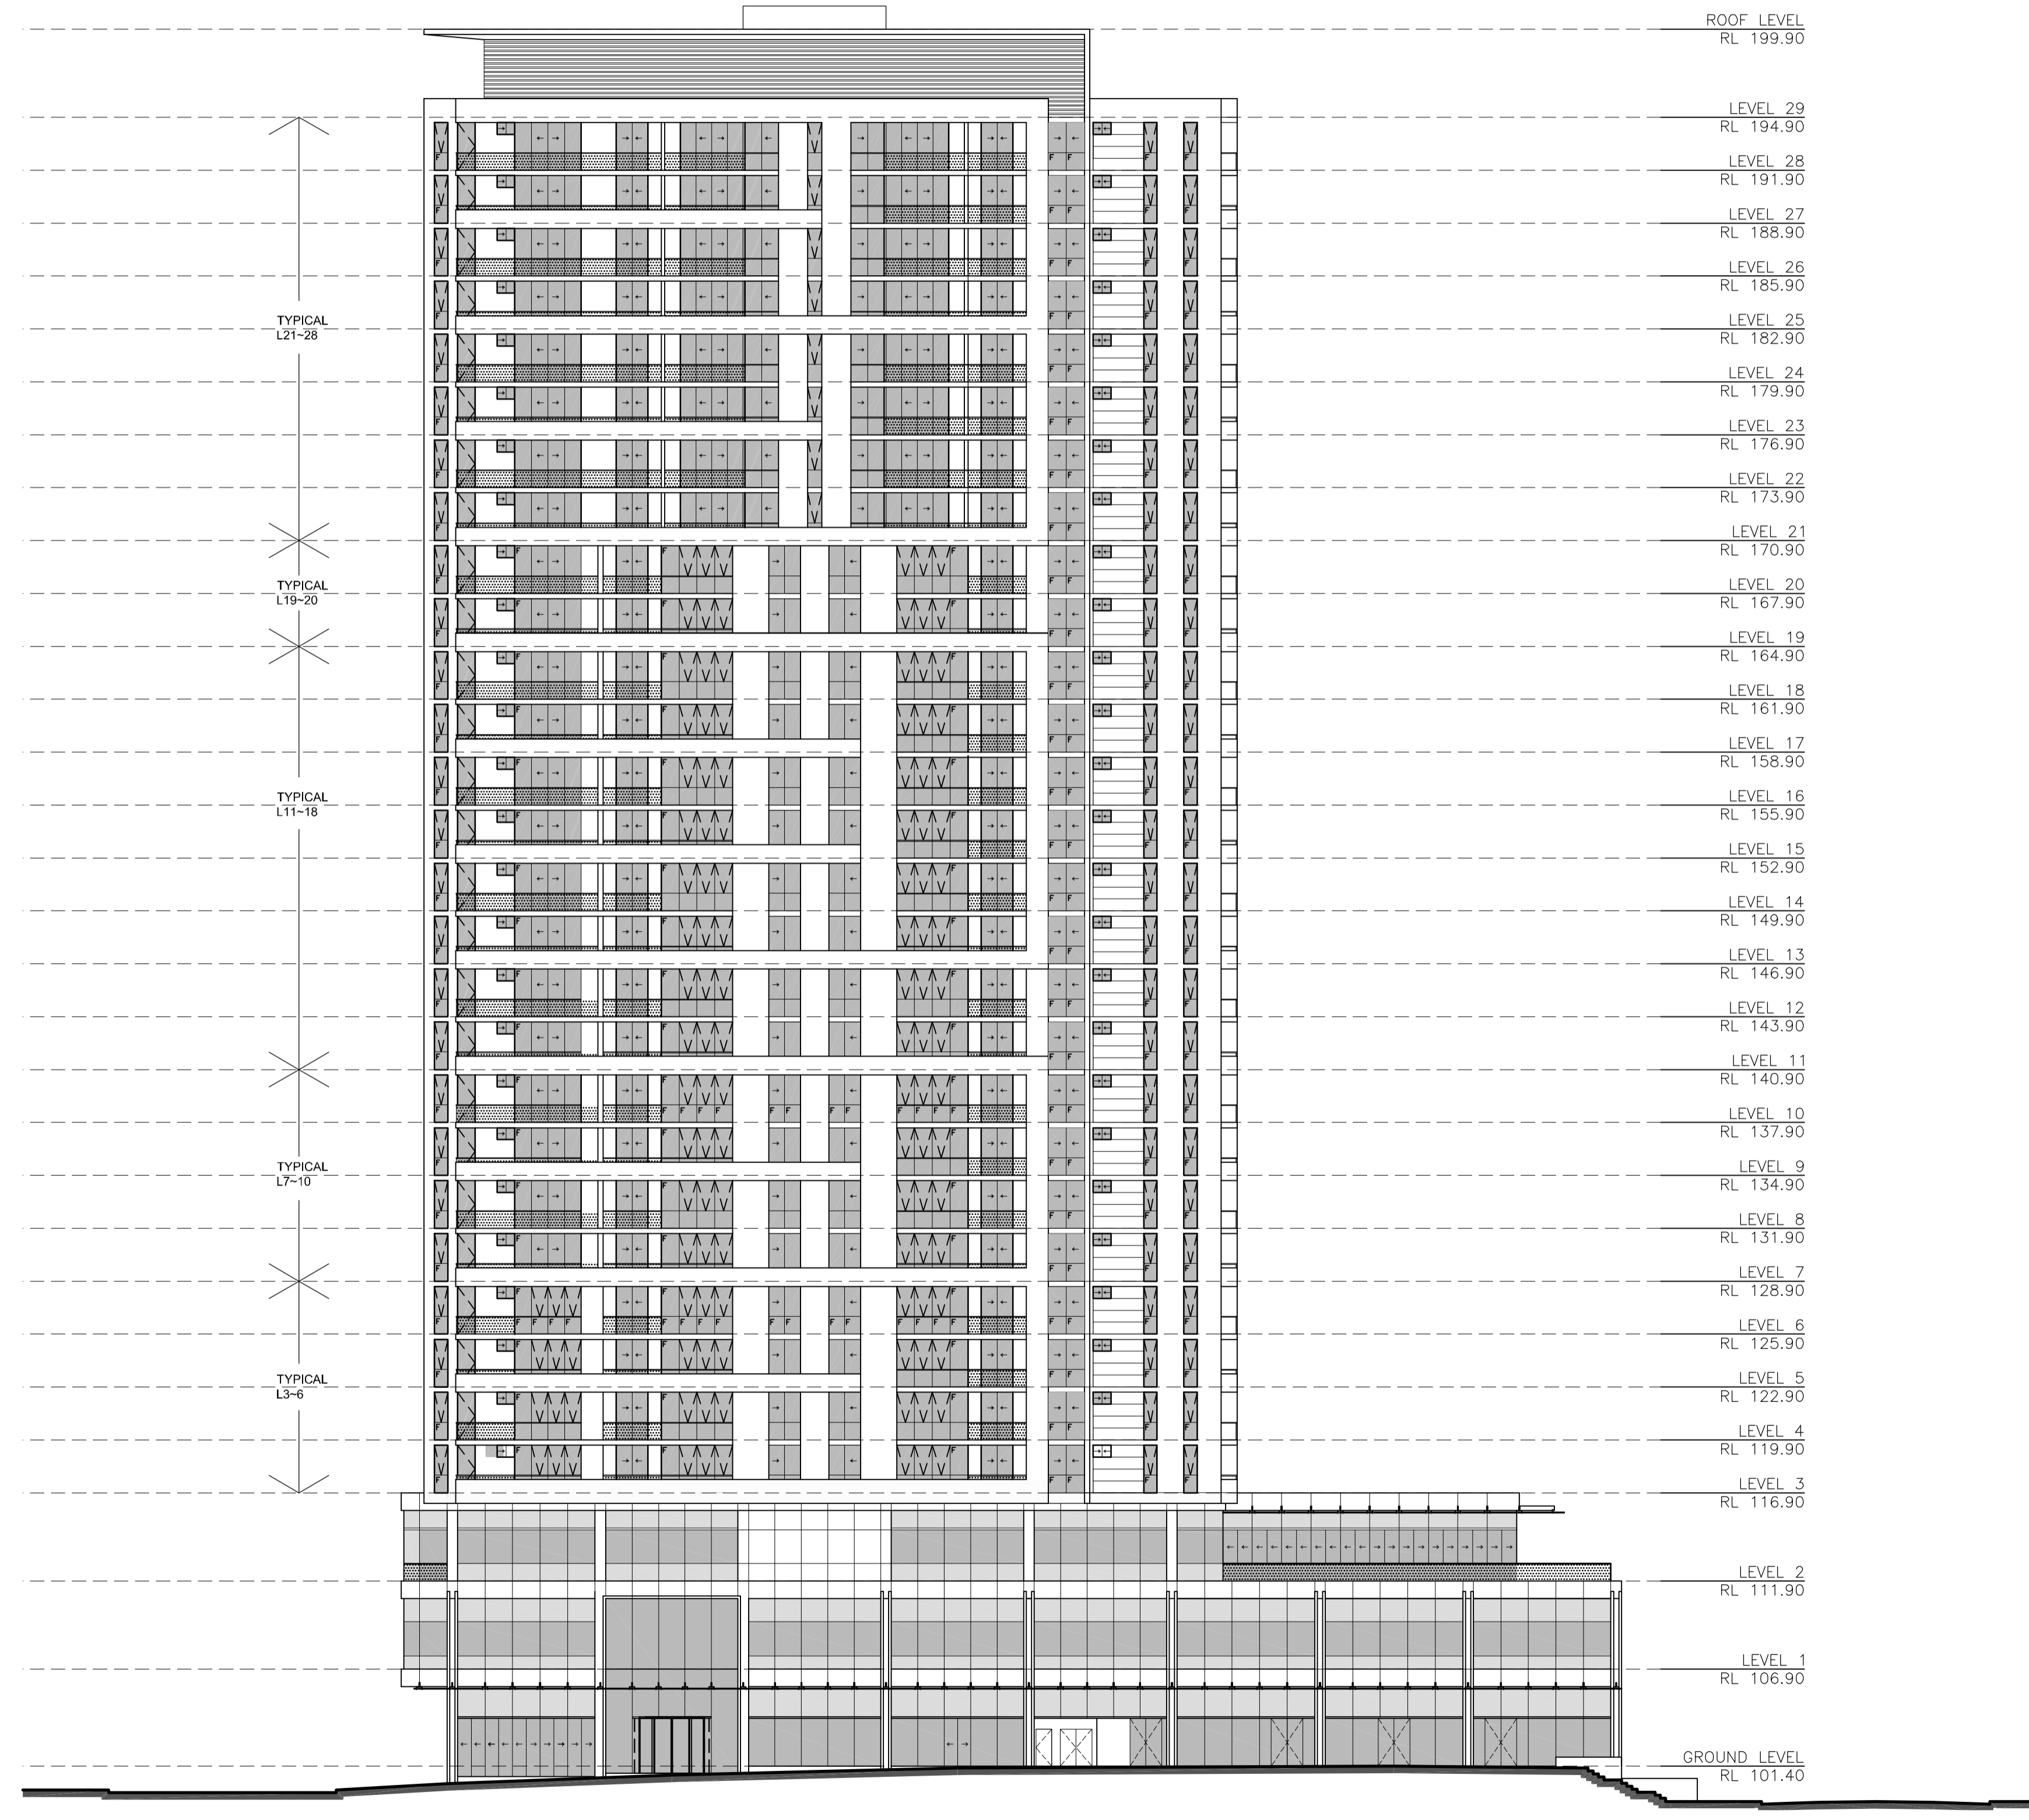 ROOF LEVEL
RL 199.90
LEVEL 29
RL 194.90
LEVEL 28
RL 191.90
LEVEL 27
RL 188.90
LEVEL 26
RL 185.90
TYPICAL
L21~28
LEVEL 25
RL 182.90
LEVEL 24
RL 179.90
LEVEL 23
RL 176.90
LEVEL 22
RL 173.90
LEVEL 21
RL 170.90
TYPICAL
L19~20
LEVEL 20
RL 167.90
LEVEL 19
RL 164.90
LEVEL 18
RL 161.90
LEVEL 17
RL 158.90
TYPICAL
L11~18
LEVEL 16
RL 155.90
LEVEL 15
RL 152.90
LEVEL 14
RL 149.90
LEVEL 13
RL 146.90
LEVEL 12
RL 143.90
LEVEL 11
RL 140.90
LEVEL 10
RL 137.90
TYPICAL
L7~10
LEVEL 9
RL 134.90
LEVEL 8
RL 131.90
LEVEL 7
RL 128.90
LEVEL 6
RL 125.90
TYPICAL
L3~6
LEVEL 5
RL 122.90
LEVEL 4
RL 119.90
LEVEL 3
RL 116.90
LEVEL 2
RL 111.90
LEVEL 1
RL 106.90
GROUND LEVEL
RL 101.40